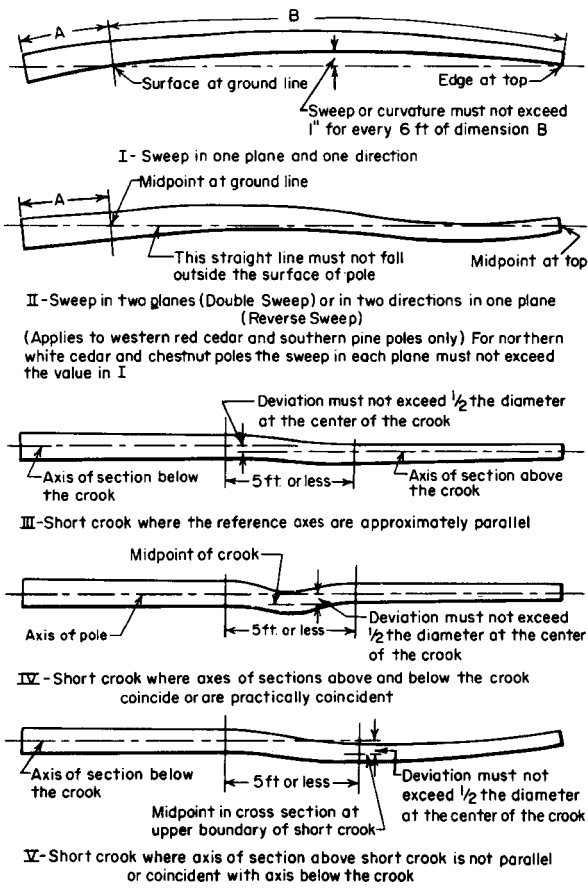 A
B
Surface at ground line
Edge at top
Sweep or curvature must not exceed
1" for every 6 ft of dimension B
I - Sweep in one plane and one direction
A
Midpoint at ground line
This straight line must not fall
outside the surface of pole
Midpoint at top
II-Sweep in two planes (Double Sweep) or in two directions in one plane
(Reverse Sweep)
(Applies to western red cedar and southern pine poles only) For northern
white cedar and chestnut poles the sweep in each plane must not exceed
the value in I
Deviation must not exceed 1/2 the diameter
at the center of the crook
Axis of section below
the crook
5 ft. or less
Axis of section above
the crook
III-Short crook where the reference axes are approximately parallel
Midpoint of crook
Axis of pole
5 ft. or less
Deviation must not exceed
1/2 the diameter at the center
of the crook
IV - Short crook where axes of sections above and below the crook
coincide or are practically coincident
Axis of section below
the crook
5 ft or less
Midpoint in cross section at
upper boundary of short crook
Deviation must not
exceed 1/2 the diameter
at the center of the crook
V-Short crook where axis of section above short crook is not parallel
or coincident with axis below the crook